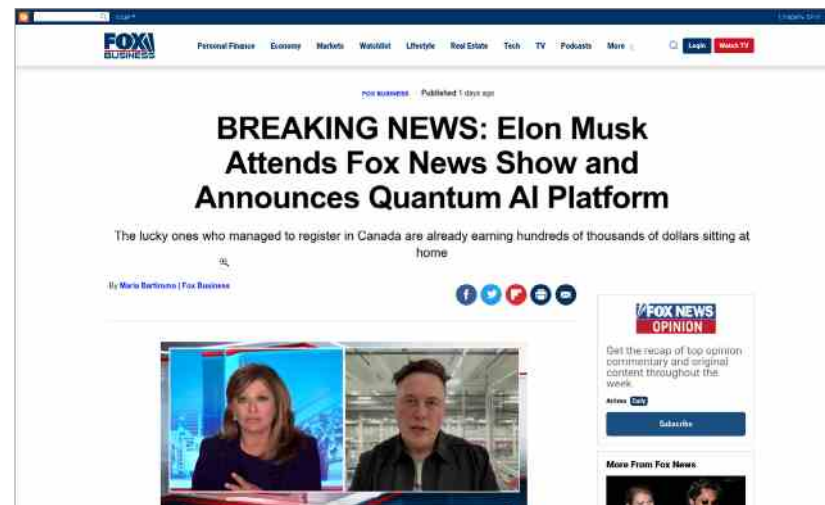 FOX
BUSINESS
Personal Finance Economy Markets Watchlist Lifestyle Real Estate Tech TV Podcasts More
Login Watch TV
FOX BUSINESS Published 1 days ago
BREAKING NEWS: Elon Musk
Attends Fox News Show and
Announces Quantum AI Platform
The lucky ones who managed to register in Canada are already earning hundreds of thousands of dollars sitting at
home
By Maria Bartiromo | Fox Business
FOX NEWS
OPINION
Get the recap of top opinion
commentary and original
content throughout the
week.
Arrives Daily
Subscribe
More From Fox News